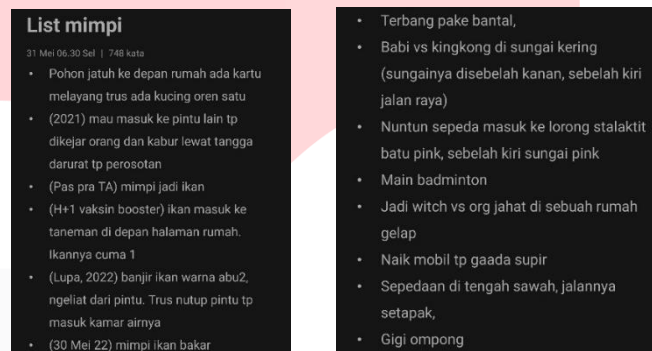 List mimpi
31 Mei 06.30 Sel | 748 kata
• Pohon jatuh ke depan rumah ada kartu
melayang trus ada kucing oren satu
• (2021) mau masuk ke pintu lain tp
dikejar orang dan kabur lewat tangga
darurat tp perosotan
• (Pas pra TA) mimpi jadi ikan
• (H+1 vaksin booster) ikan masuk ke
taneman di depan halaman rumah.
Ikannya cuma 1
• (Lupa, 2022) banjir ikan warna abu2,
ngeliat dari pintu. Trus nutup pintu tp
masuk kamar airnya
• (30 Mei 22) mimpi ikan bakar
• Terbang pake bantal,
• Babi vs kingkong di sungai kering
(sungainya disebelah kanan, sebelah kiri
jalan raya)
• Nuntun sepeda masuk ke lorong stalaktit
batu pink, sebelah kiri sungai pink
• Main badminton
• Jadi witch vs org jahat di sebuah rumah
gelap
• Naik mobil tp gaada supir
• Sepedaan di tengah sawah, jalannya
setapak,
• Gigi ompong